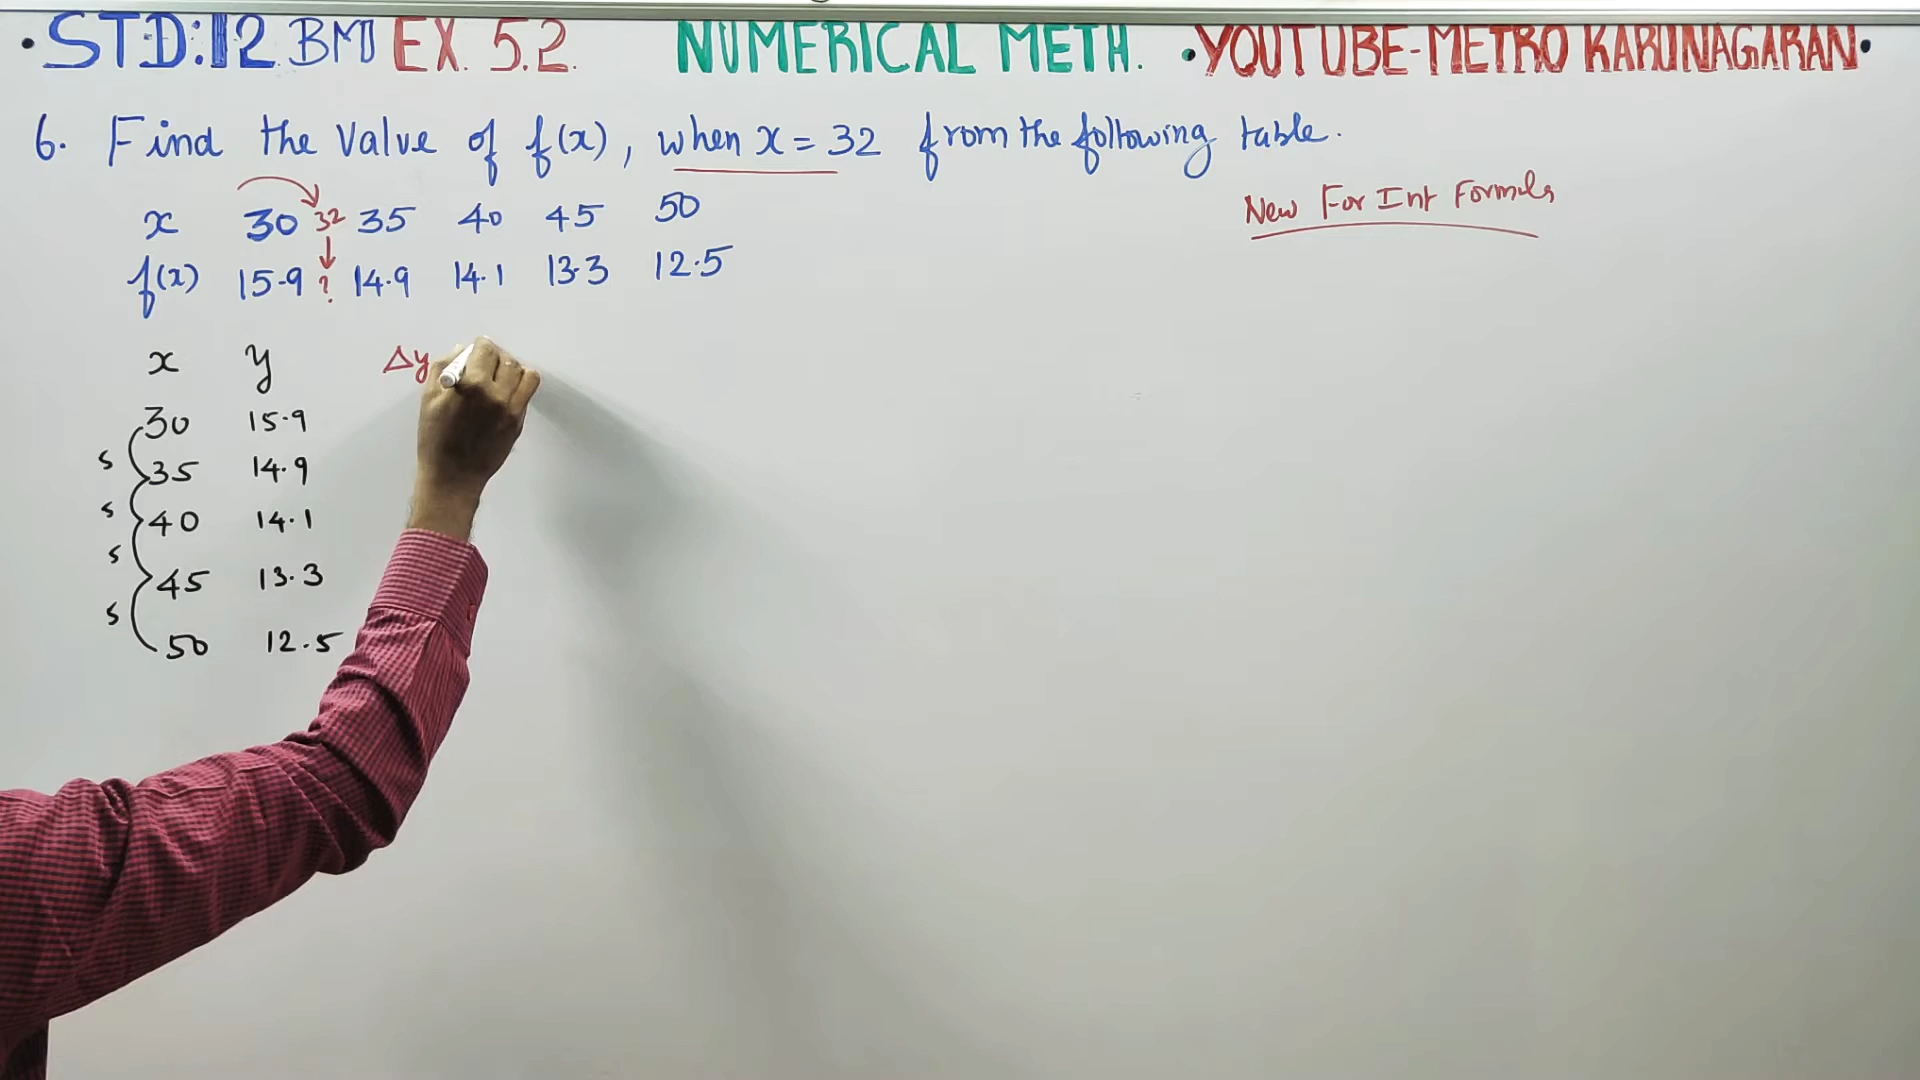 • STD:12 BM EX. 5.2. NUMERICAL METH. • YOUTUBE-METRO KARUNAGARAN •
6. Find the value of f(x), when x = 32 from the following table.
New For Int Formula
x 30 32 35 40 45 50
f(x) 15.9 ? 14.9 14.1 13.3 12.5
x y Δy
30 15.9
5
35 14.9
5
40 14.1
5
45 13.3
5
50 12.5